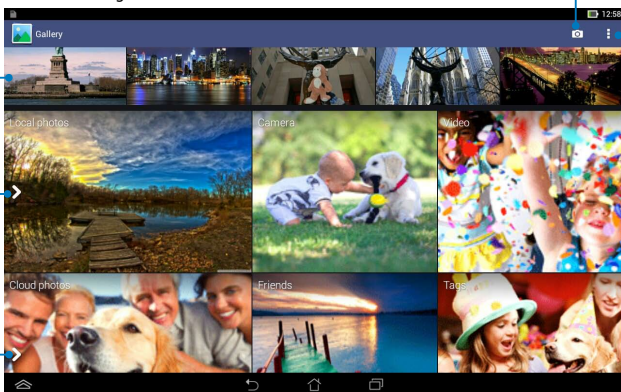 12:58
Gallery
Local photos
Camera
Video
Cloud photos
Friends
Tags